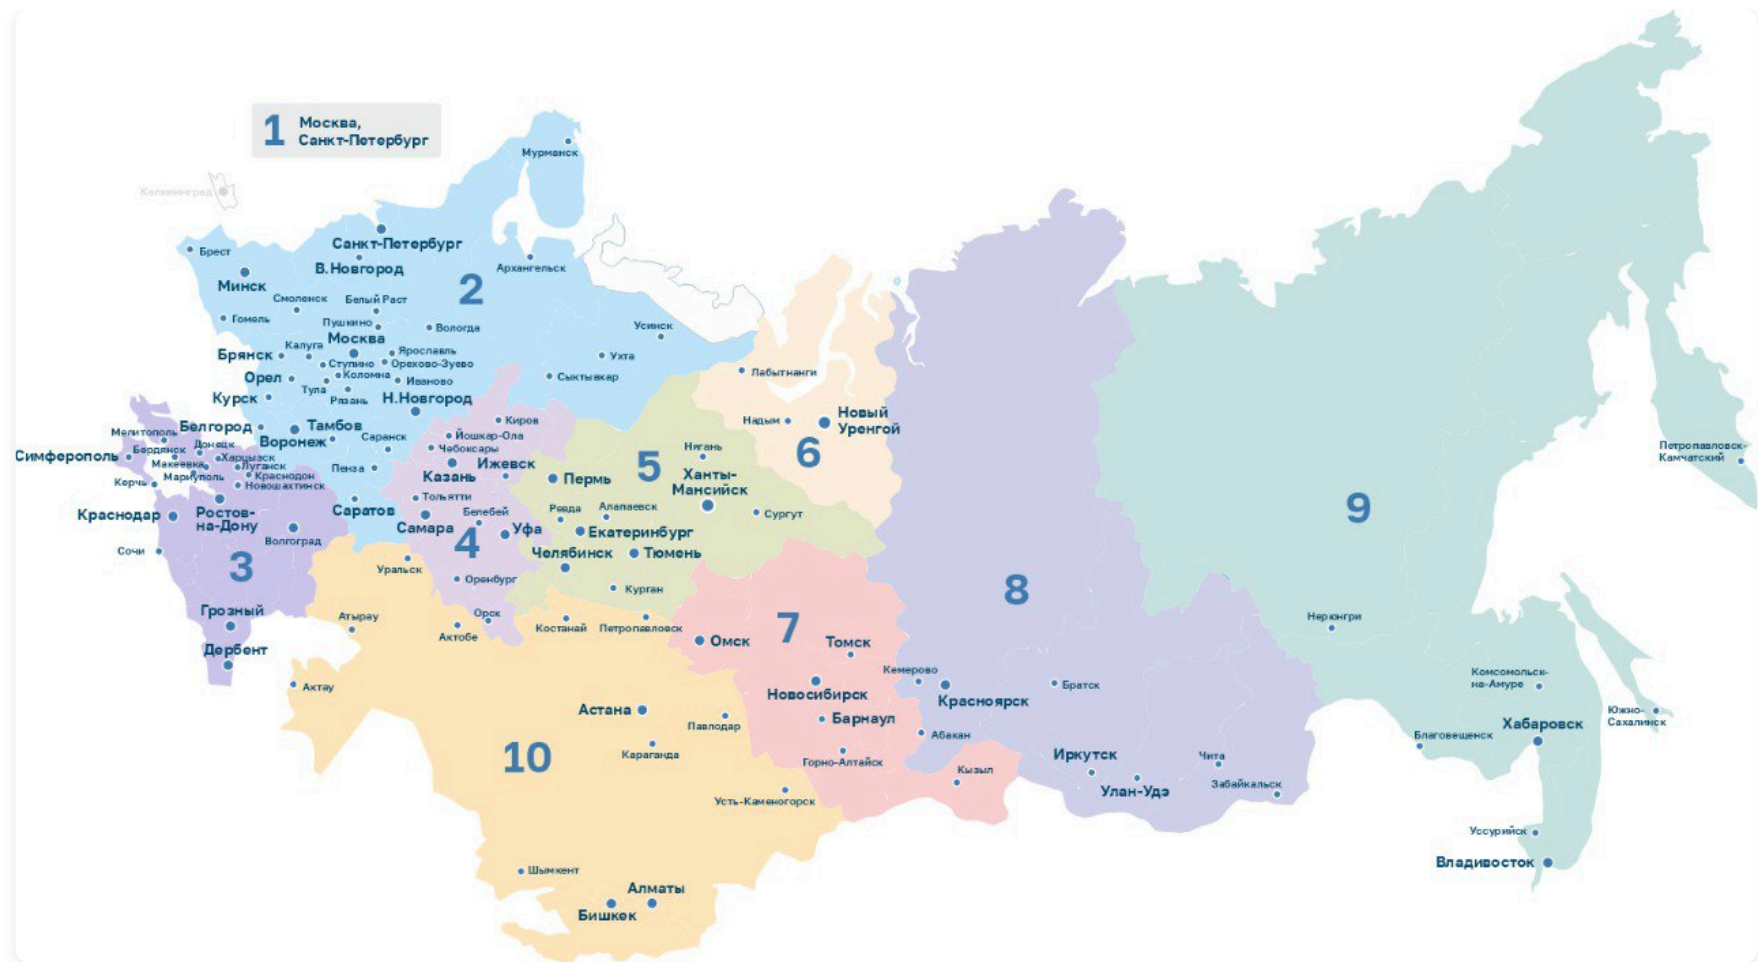 1 Москва,
Санкт-Петербург
Мурманск
Калининград
Санкт-Петербург
Брест
В.Новгород
Архангельск
Минск
2
Смоленск
Белый Раст
Гомель
Пушкино
Вологда
Усинск
Москва
Калуга
Ярославль
Брянск
Ухта
Ступино
Орехово-Зуево
Лабытнанги
Коломна
Сыктывкар
Орел
Иваново
Тула
Рязань
Курск
Н.Новгород
Новый
Уренгой
Надым
Киров
Белгород
Тамбов
Мелитополь
Воронеж
Саранск
Йошкар-Ола
Донецк
Чебоксары
Нягань
6
Бердянск
Симферополь
Харцызск
Макеевка
Луганск
Пенза
Ижевск
5
Петропавловск-
Камчатский
Мариуполь
Краснодон
Казань
Пермь
Ханты-
Мансийск
Керчь
Новошахтинск
Тольятти
Саратов
Ревда
Алапаевск
Сургут
9
Краснодар
Ростов-
на-Дону
Белебей
Самара
Уфа
Екатеринбург
Волгоград
4
Сочи
Челябинск
Тюмень
3
Уральск
Оренбург
Курган
8
Грозный
Атырау
Орск
Актобе
Костанай
Петропавловск
7
Нерюнгри
Омск
Томск
Дербент
Кемерово
Комсомольск-
на-Амуре
Актау
Братск
Новосибирск
Красноярск
Астана
Павлодар
Барнаул
Южно-
Сахалинск
Хабаровск
Абакан
Благовещенск
10
Караганда
Горно-Алтайск
Иркутск
Чита
Кызыл
Улан-Удэ
Забайкальск
Усть-Каменогорск
Уссурийск
Владивосток
Шымкент
Алматы
Бишкек